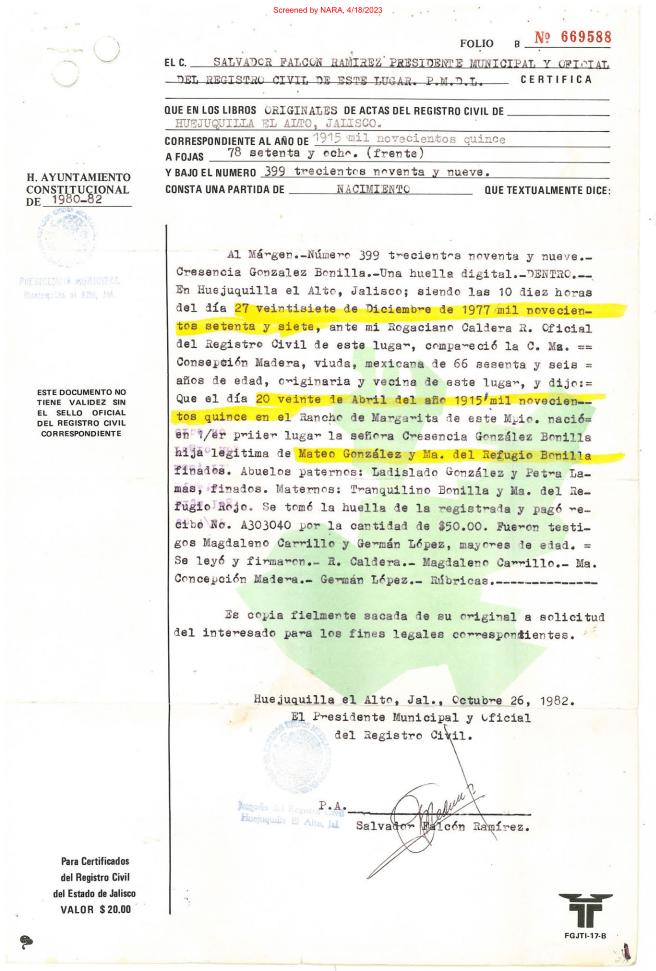 Screened by NARA, 4/18/2023
FOLIO B Nº 669588
EL C. SALVADOR FALCON RAMIREZ PRESIDENTE MUNICIPAL Y OFICIAL
DEL REGISTRO CIVIL DE ESTE LUGAR. P.M.D.L. CERTIFICA
QUE EN LOS LIBROS ORIGINALES DE ACTAS DEL REGISTRO CIVIL DE
HUEJUQUILLA EL ALTO, JALISCO.
CORRESPONDIENTE AL AÑO DE 1915 mil novecientos quince
A FOJAS 78 setenta y ocho. (frente)
Y BAJO EL NUMERO 399 trecientos noventa y nueve.
CONSTA UNA PARTIDA DE NACIMIENTO QUE TEXTUALMENTE DICE:
H. AYUNTAMIENTO
CONSTITUCIONAL
DE 1980-82
PRESIDENCIA MUNICIPAL
Huejuquilla el Alto, Jal.
ESTE DOCUMENTO NO
TIENE VALIDEZ SIN
EL SELLO OFICIAL
DEL REGISTRO CIVIL
CORRESPONDIENTE
Al Márgen.-Número 399 trecientos noventa y nueve.-
Cresencia Gonzalez Bonilla.-Una huella digital.-DENTRO.--
En Huejuquilla el Alto, Jalisco; siendo las 10 diez horas
del día 27 veintisiete de Diciembre de 1977 mil novecien-
tos setenta y siete, ante mi Rogaciano Caldera R. Oficial
del Registro Civil de este lugar, compareció la C. Ma. ==
Consepción Madera, viuda, mexicana de 66 sesenta y seis =
años de edad, originaria y vecina de este lugar, y dijo:=
Que el día 20 veinte de Abril del año 1915 mil novecien--
tos quince en el Rancho de Margarita de este Mpio. nació=
en 1/er priier lugar la señora Cresencia González Bonilla
hija legitima de Mateo González y Ma. del Refugio Bonilla
finados. Abuelos paternos: Ladislado González y Petra La-
mas, finados. Maternos: Tranquilino Bonilla y Ma. del Re-
fugio Rojo. Se tomó la huella de la registrada y pagó re-
cibo No. A303040 por la cantidad de $50.00. Fueron testi-
gos Magdaleno Carrillo y Germán López, mayores de edad. =
Se leyó y firmaron.- R. Caldera.- Magdaleno Carrillo.- Ma.
Concepción Madera.- Germán López.- Rúbricas.-------------
Es copia fielmente sacada de su original a solicitud
del interesado para los fines legales correspondientes.
Huejuquilla el Alto, Jal., Octubre 26, 1982.
El Presidente Municipal y Oficial
del Registro Civil.
Juzgado del Registro Civil
Huejuquilla El Alto, Jal.
P.A.
Salvador Falcón Ramírez.
Para Certificados
del Registro Civil
del Estado de Jalisco
VALOR $20.00
FGJTI-17-B